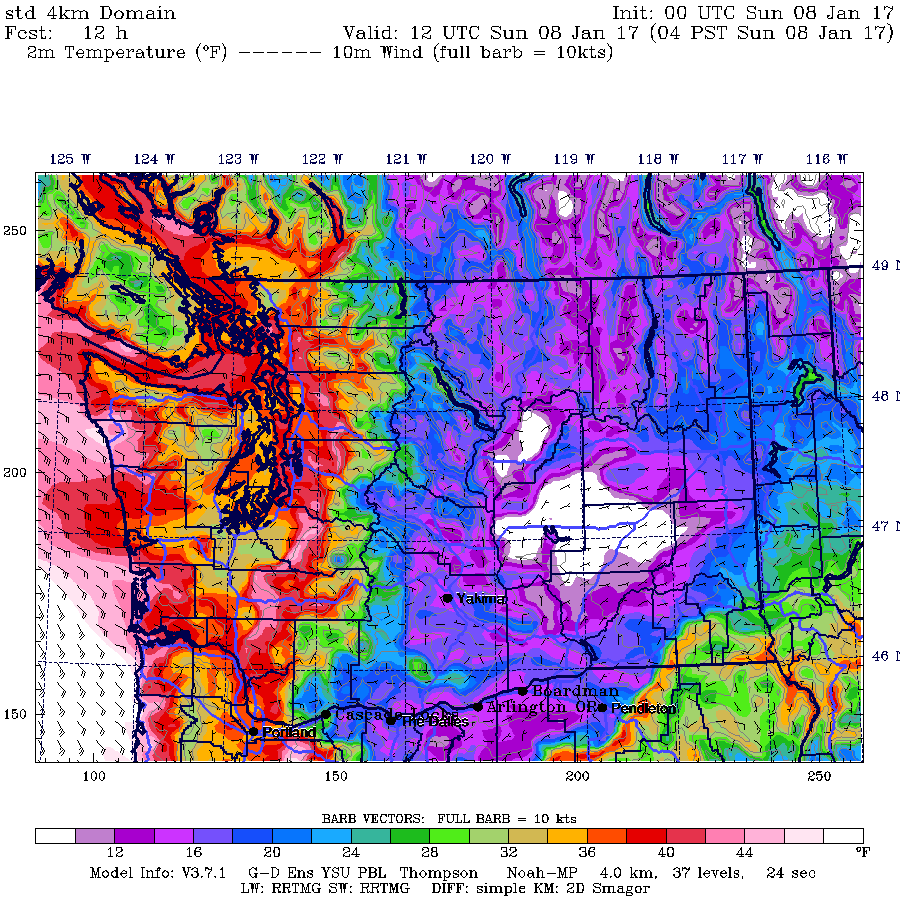 std 4km Domain Init: 00 UTC Sun 08 Jan 17
Fcst: 12 h Valid: 12 UTC Sun 08 Jan 17 (04 PST Sun 08 Jan 17)
2m Temperature (°F) ------ 10m Wind (full barb = 10kts)
125 W 124 W 123 W 122 W 121 W 120 W 119 W 118 W 117 W 116 W
250
49 N
48 N
200
47 N
Yakima
46 N
Boardman
Arlington OR Pendleton
150 Cascade Locks The Dalles
Portland
100 150 200 250
BARB VECTORS: FULL BARB = 10 kts
12 16 20 24 28 32 36 40 44 °F
Model Info: V3.7.1 G-D Ens YSU PBL Thompson Noah-MP 4.0 km, 37 levels, 24 sec
LW: RRTMG SW: RRTMG DIFF: simple KM: 2D Smagor